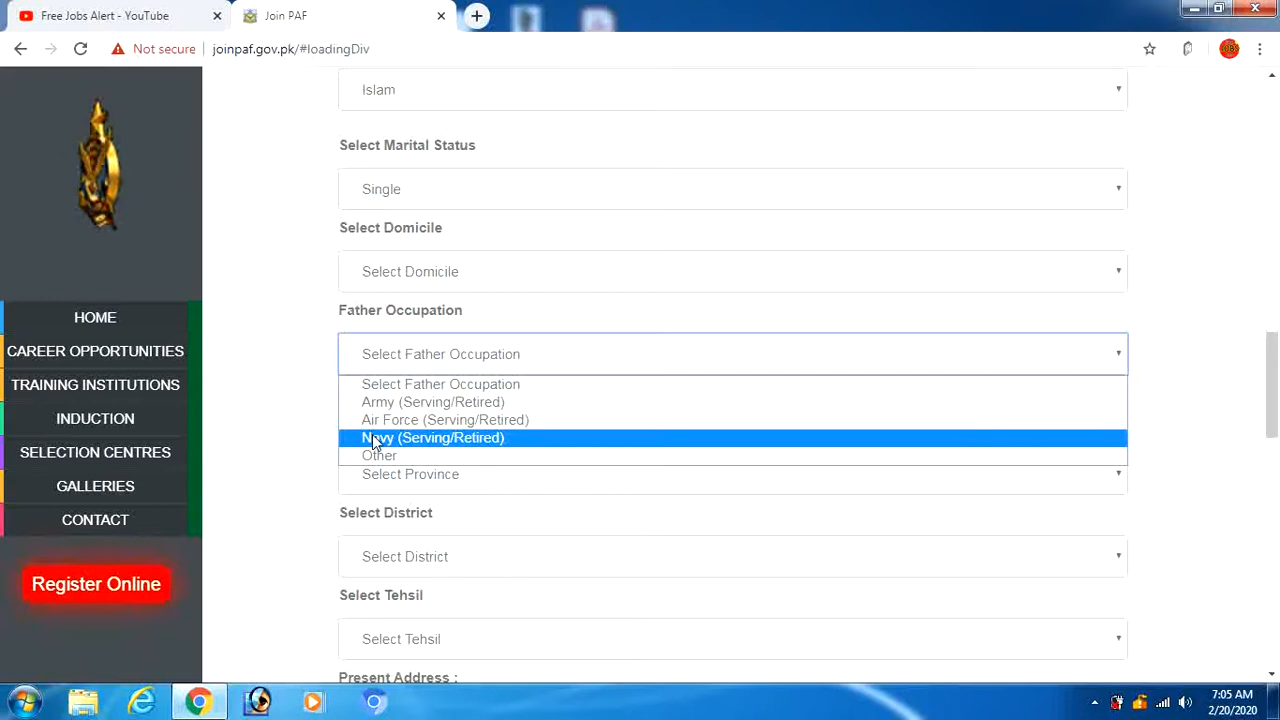 Free Jobs Alert - YouTube
Join PAF
Not secure
joinpaf.gov.pk/#loadingDiv
Islam
Select Marital Status
Single
Select Domicile
Select Domicile
Father Occupation
Select Father Occupation
Select Father Occupation
Army (Serving/Retired)
Air Force (Serving/Retired)
Navy (Serving/Retired)
Other
Select Province
Select District
Select District
Select Tehsil
Select Tehsil
Present Address :
HOME
CAREER OPPORTUNITIES
TRAINING INSTITUTIONS
INDUCTION
SELECTION CENTRES
GALLERIES
CONTACT
Register Online
7:05 AM
2/20/2020